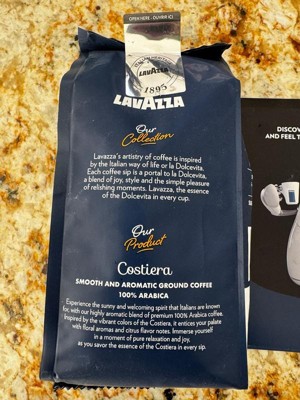 OPEN HERE - OUVRIR ICI
LAVAZZA
1895
LAVAZZA
Our
Collection
Lavazza's artistry of coffee is inspired
by the Italian way of life or la Dolcevita.
Each coffee sip is a portal to la Dolcevita,
a blend of joy, style and the simple pleasure
of relishing moments. Lavazza, the essence
of the Dolcevita in every cup.
Our
Product
Costiera
SMOOTH AND AROMATIC GROUND COFFEE
100% ARABICA
Experience the sunny and welcoming spirit that Italians are known
for, with our highly aromatic blend of premium 100% Arabica coffee.
Inspired by the vibrant colors of the Costiera, it entices your palate
with floral aromas and citrus flavor notes. Immerse yourself
in a moment of pure relaxation and joy,
as you savor the essence of the Costiera in every sip.
DISCOV
AND FEEL T